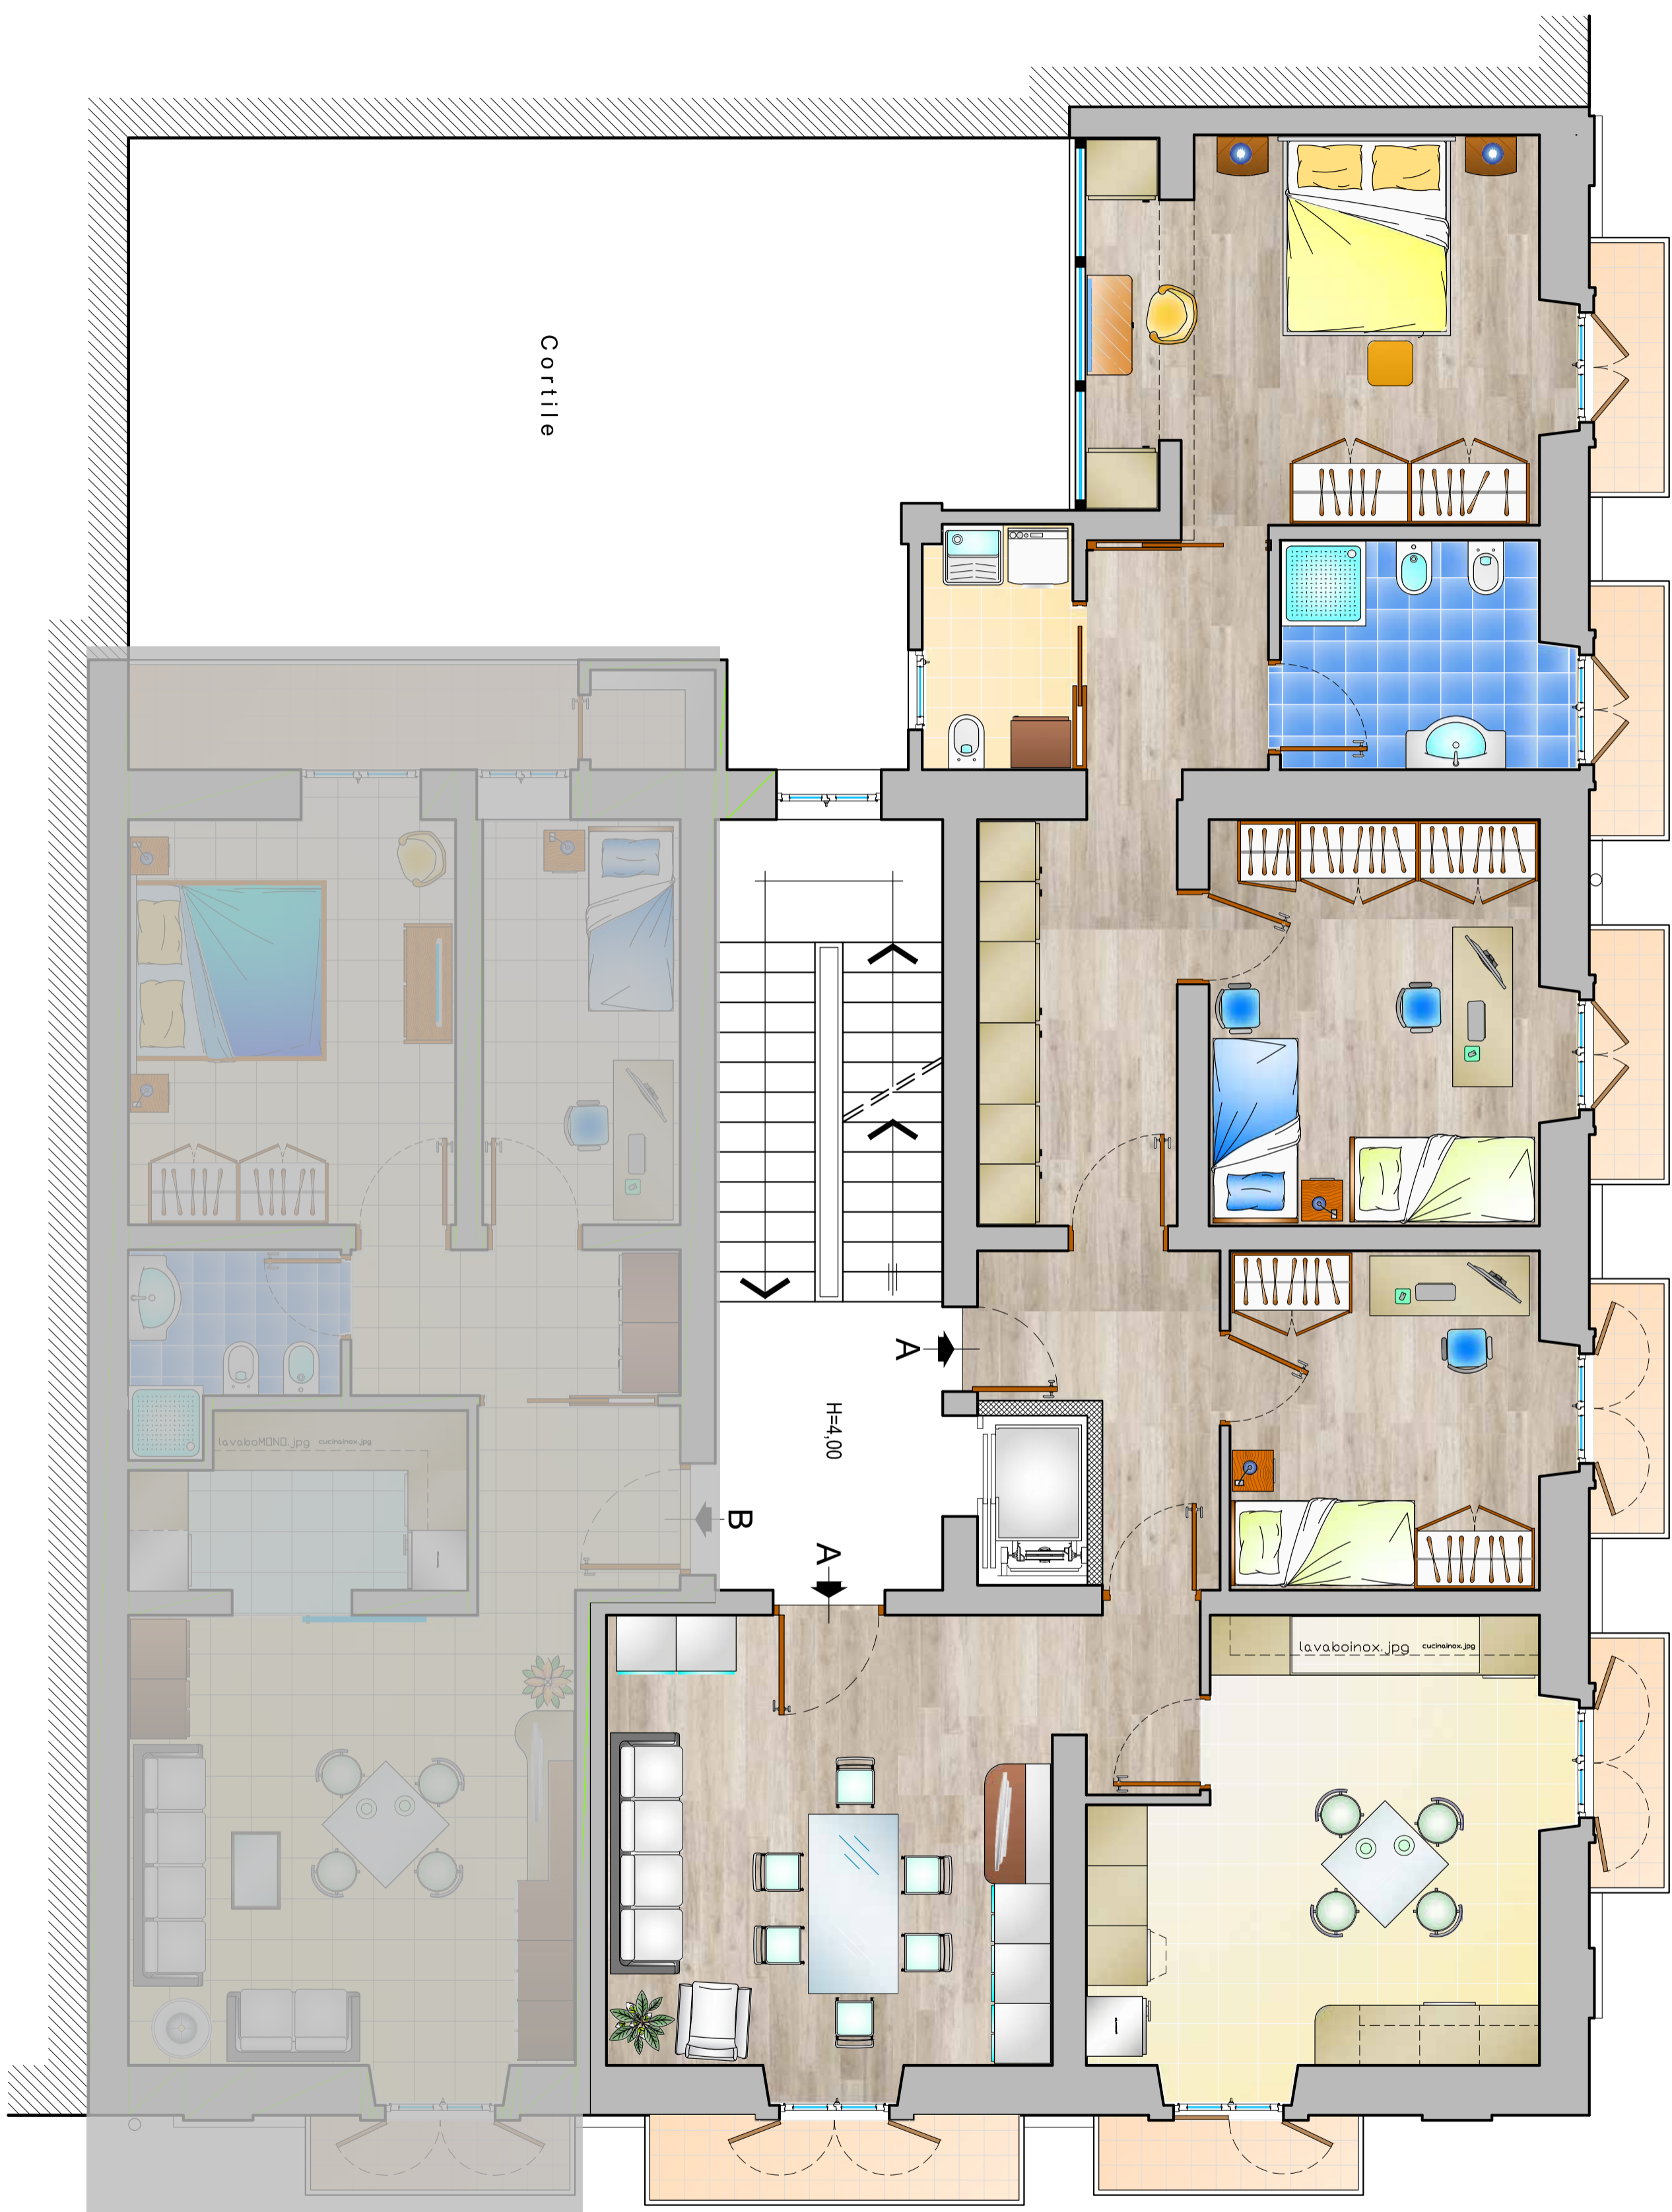 Cortile
A
H=4,00
B
A
lavaboMONO.jpg cucinainox.jpg
lavaboinox.jpg cucinainox.jpg